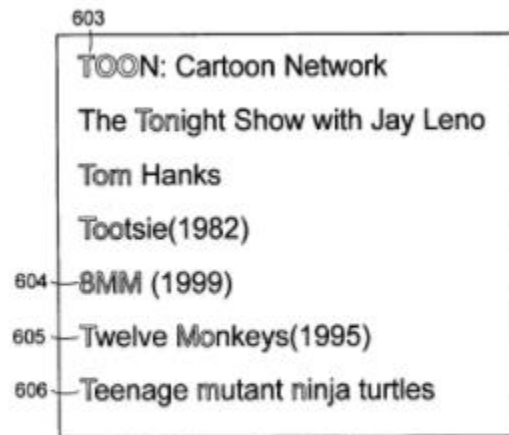 603
TOON: Cartoon Network
The Tonight Show with Jay Leno
Tom Hanks
Tootsie(1982)
604 8MM (1999)
605 Twelve Monkeys(1995)
606 Teenage mutant ninja turtles